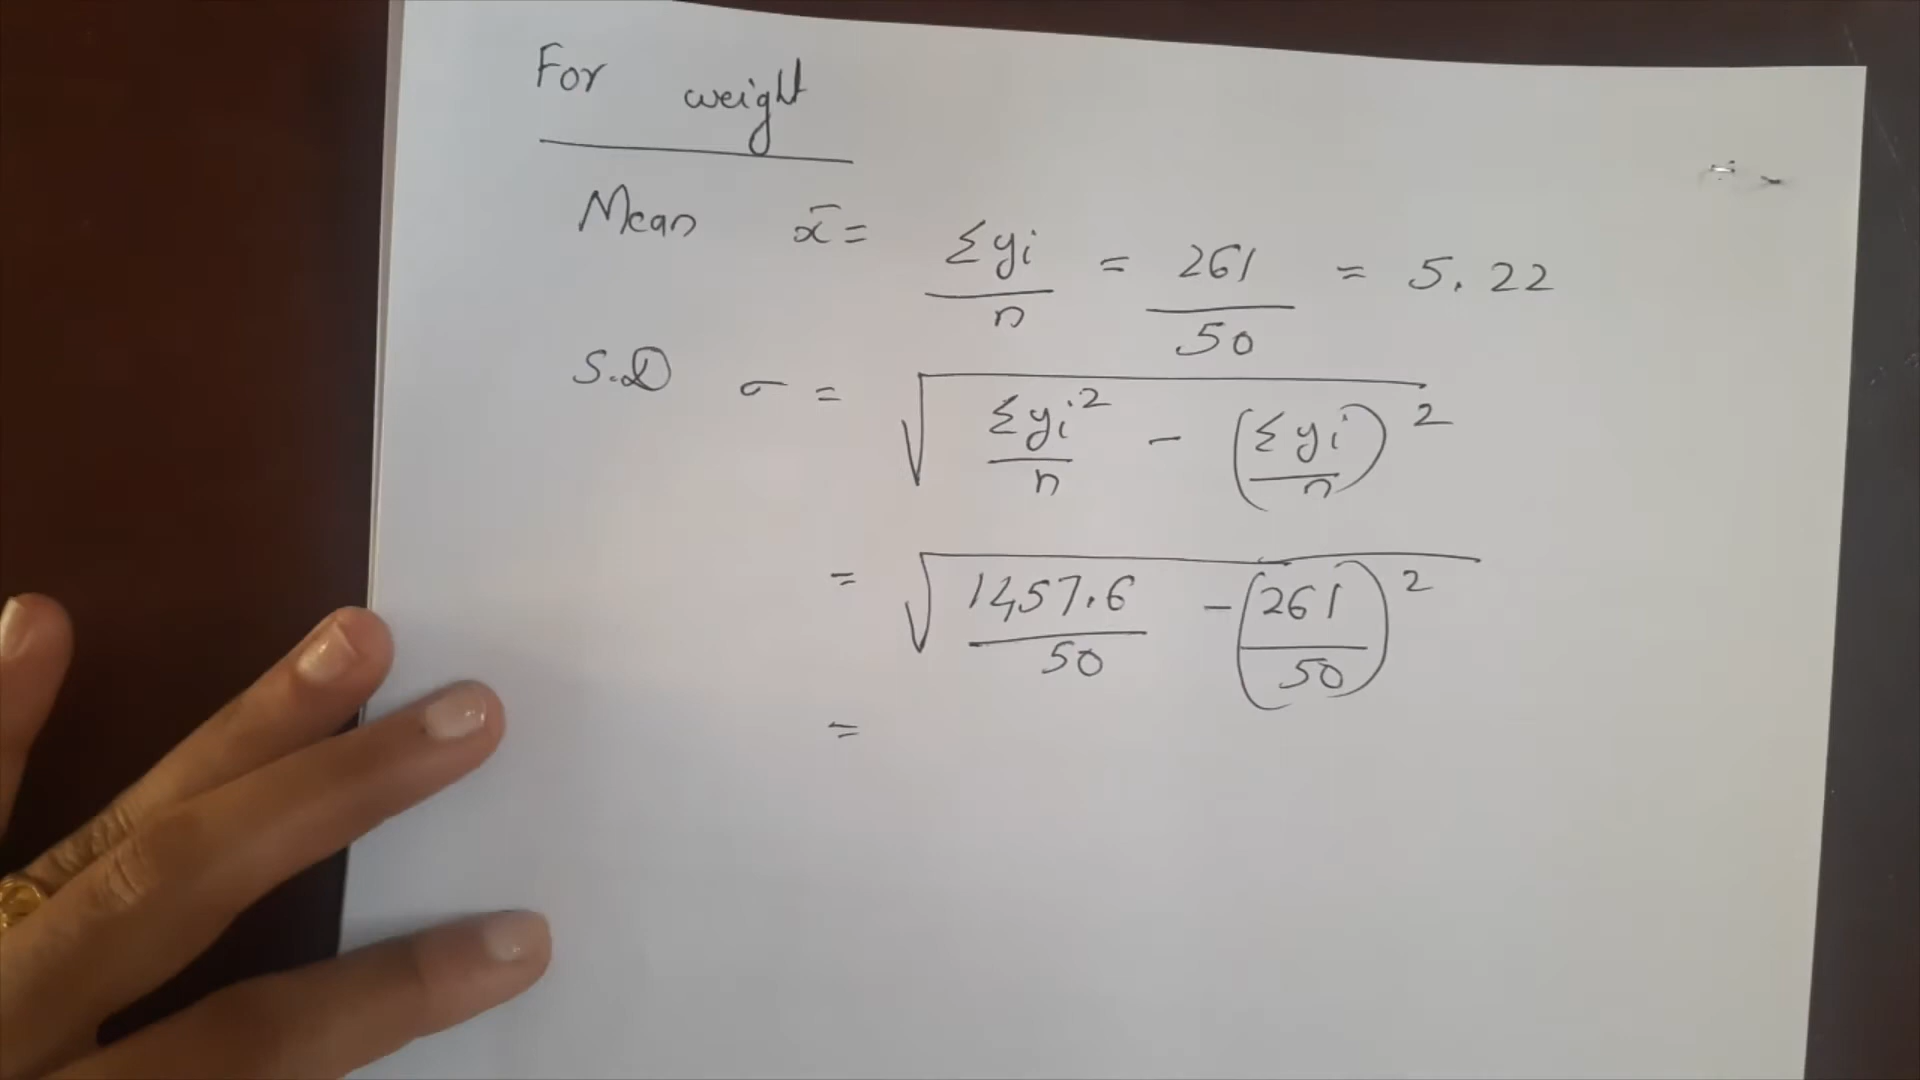 For weight
Mean x̄ = Σyi/n = 261/50 = 5.22
S.D σ = √(Σyi²/n - (Σyi/n)²)
= √(1457.6/50 - (261/50)²)
=